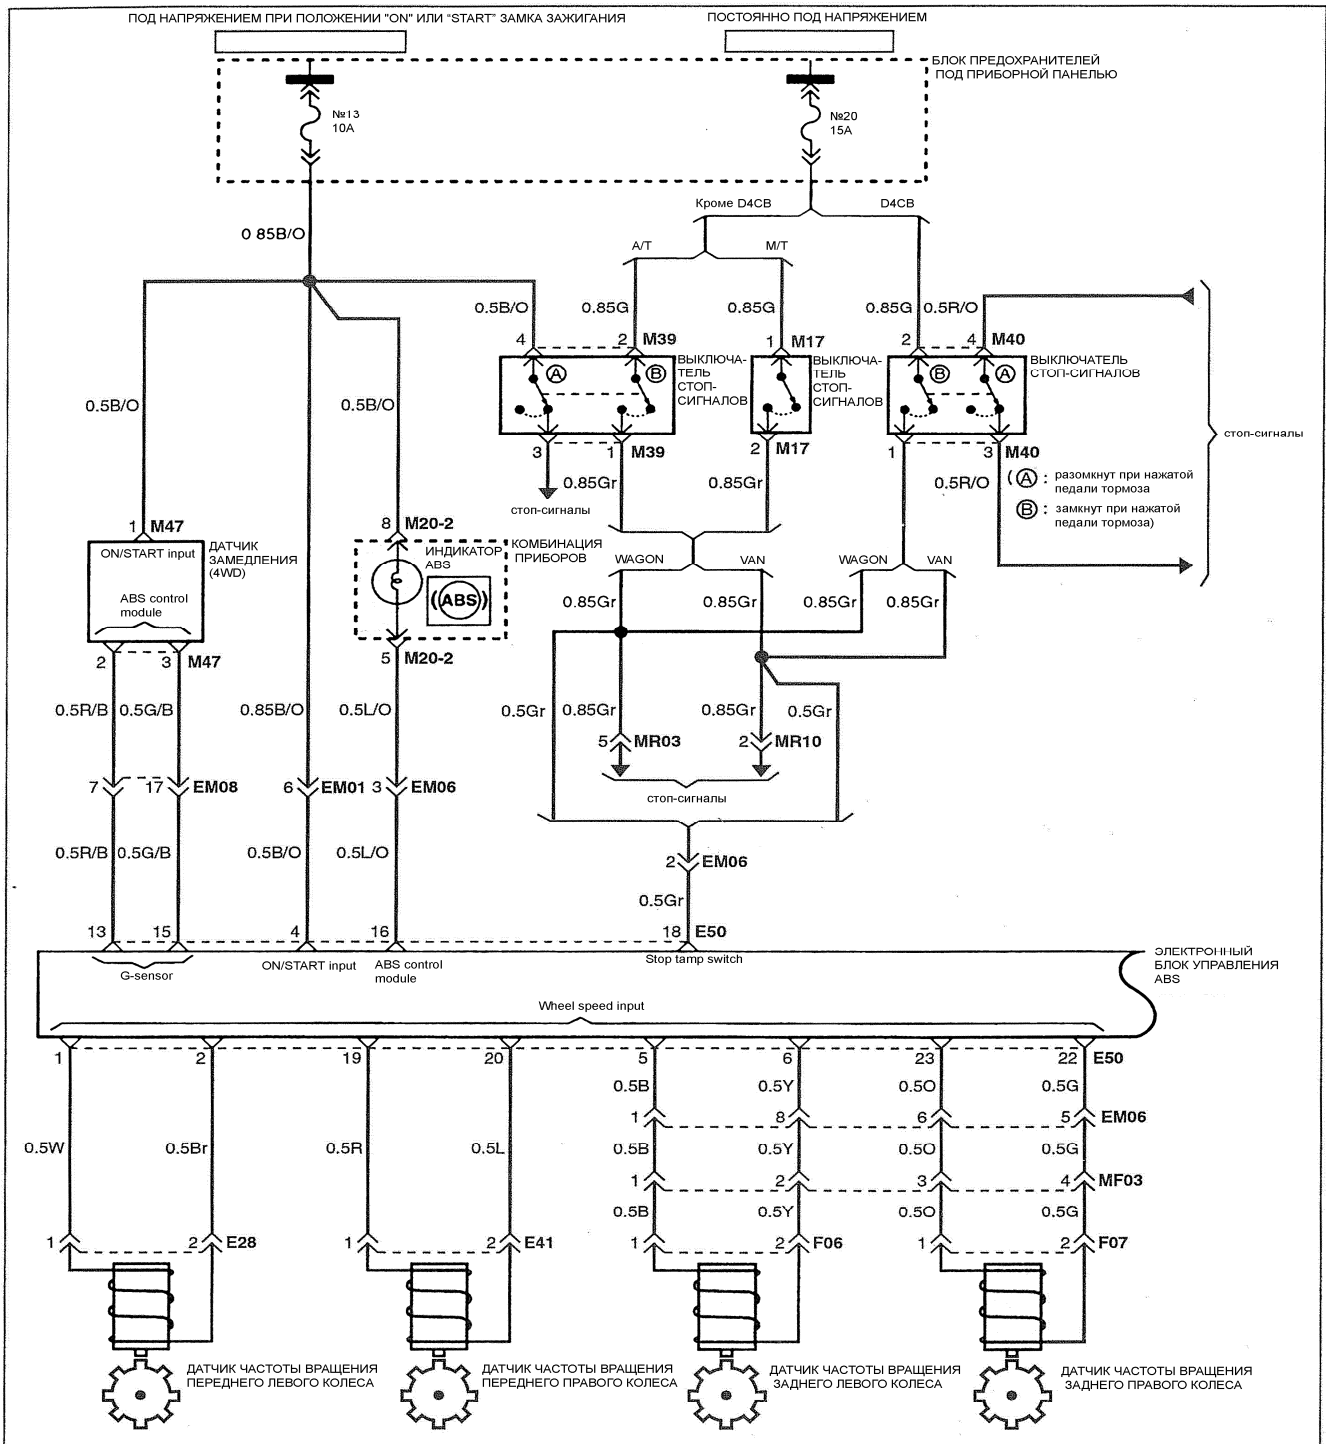 ПОД НАПРЯЖЕНИЕМ ПРИ ПОЛОЖЕНИИ "ON" ИЛИ "START" ЗАМКА ЗАЖИГАНИЯ
ПОСТОЯННО ПОД НАПРЯЖЕНИЕМ
БЛОК ПРЕДОХРАНИТЕЛЕЙ
ПОД ПРИБОРНОЙ ПАНЕЛЬЮ
№13
10А
№20
15А
Кроме D4CB
D4CB
0 85B/O
A/T
M/T
0.5B/O
0.85G
0.85G
0.85G
0.5R/O
4
2
M39
1
M17
2
4
M40
ВЫКЛЮЧА-
ТЕЛЬ
СТОП-
СИГНАЛОВ
ВЫКЛЮЧА-
ТЕЛЬ
СТОП-
СИГНАЛОВ
ВЫКЛЮЧАТЕЛЬ
СТОП-СИГНАЛОВ
A
B
B
A
0.5B/O
0.5B/O
3
1
M39
2
M17
1
3
M40
стоп-сигналы
0.85Gr
0.85Gr
0.5R/O
(A : разомкнут при нажатой
педали тормоза
B : замкнут при нажатой
педали тормоза)
стоп-сигналы
1
M47
8
M20-2
ON/START input
ДАТЧИК
ЗАМЕДЛЕНИЯ
(4WD)
ИНДИКАТОР
ABS
КОМБИНАЦИЯ
ПРИБОРОВ
WAGON
VAN
WAGON
VAN
ABS control
module
(ABS)
0.85Gr
0.85Gr
0.85Gr
0.85Gr
2
3
M47
5
M20-2
0.5R/B
0.5G/B
0.85B/O
0.5L/O
0.5Gr
0.85Gr
0.85Gr
0.5Gr
5
MR03
2
MR10
7
17
EM08
6
EM01
3
EM06
стоп-сигналы
0.5R/B
0.5G/B
0.5B/O
0.5L/O
2
EM06
0.5Gr
13
15
4
16
18
E50
G-sensor
ON/START input
ABS control
module
Stop tamp switch
ЭЛЕКТРОННЫЙ
БЛОК УПРАВЛЕНИЯ
ABS
Wheel speed input
1
2
19
20
5
6
23
22
E50
0.5B
0.5Y
0.5O
0.5G
1
8
6
5
EM06
0.5W
0.5Br
0.5R
0.5L
0.5B
0.5Y
0.5O
0.5G
1
2
3
4
MF03
0.5B
0.5Y
0.5O
0.5G
1
2
E28
1
2
E41
1
2
F06
1
2
F07
ДАТЧИК ЧАСТОТЫ ВРАЩЕНИЯ
ПЕРЕДНЕГО ЛЕВОГО КОЛЕСА
ДАТЧИК ЧАСТОТЫ ВРАЩЕНИЯ
ПЕРЕДНЕГО ПРАВОГО КОЛЕСА
ДАТЧИК ЧАСТОТЫ ВРАЩЕНИЯ
ЗАДНЕГО ЛЕВОГО КОЛЕСА
ДАТЧИК ЧАСТОТЫ ВРАЩЕНИЯ
ЗАДНЕГО ПРАВОГО КОЛЕСА